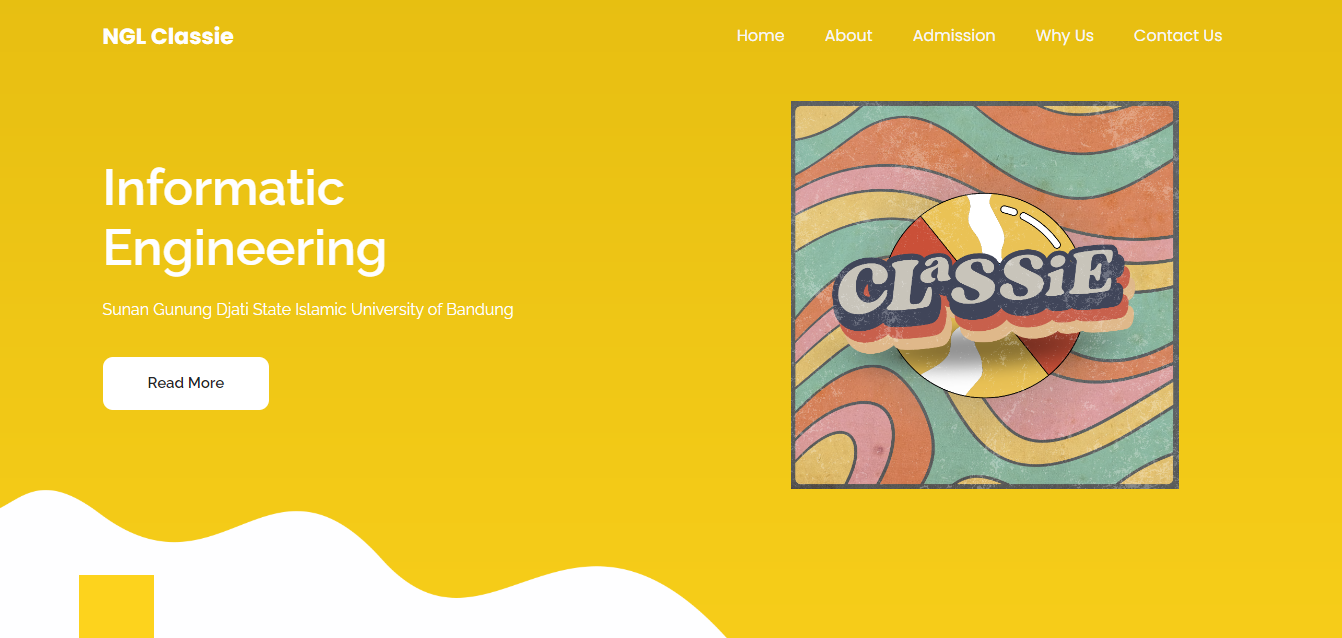 NGL Classie
Home About Admission Why Us Contact Us
Informatic
Engineering
Sunan Gunung Djati State Islamic University of Bandung
Read More
CLaSSiE